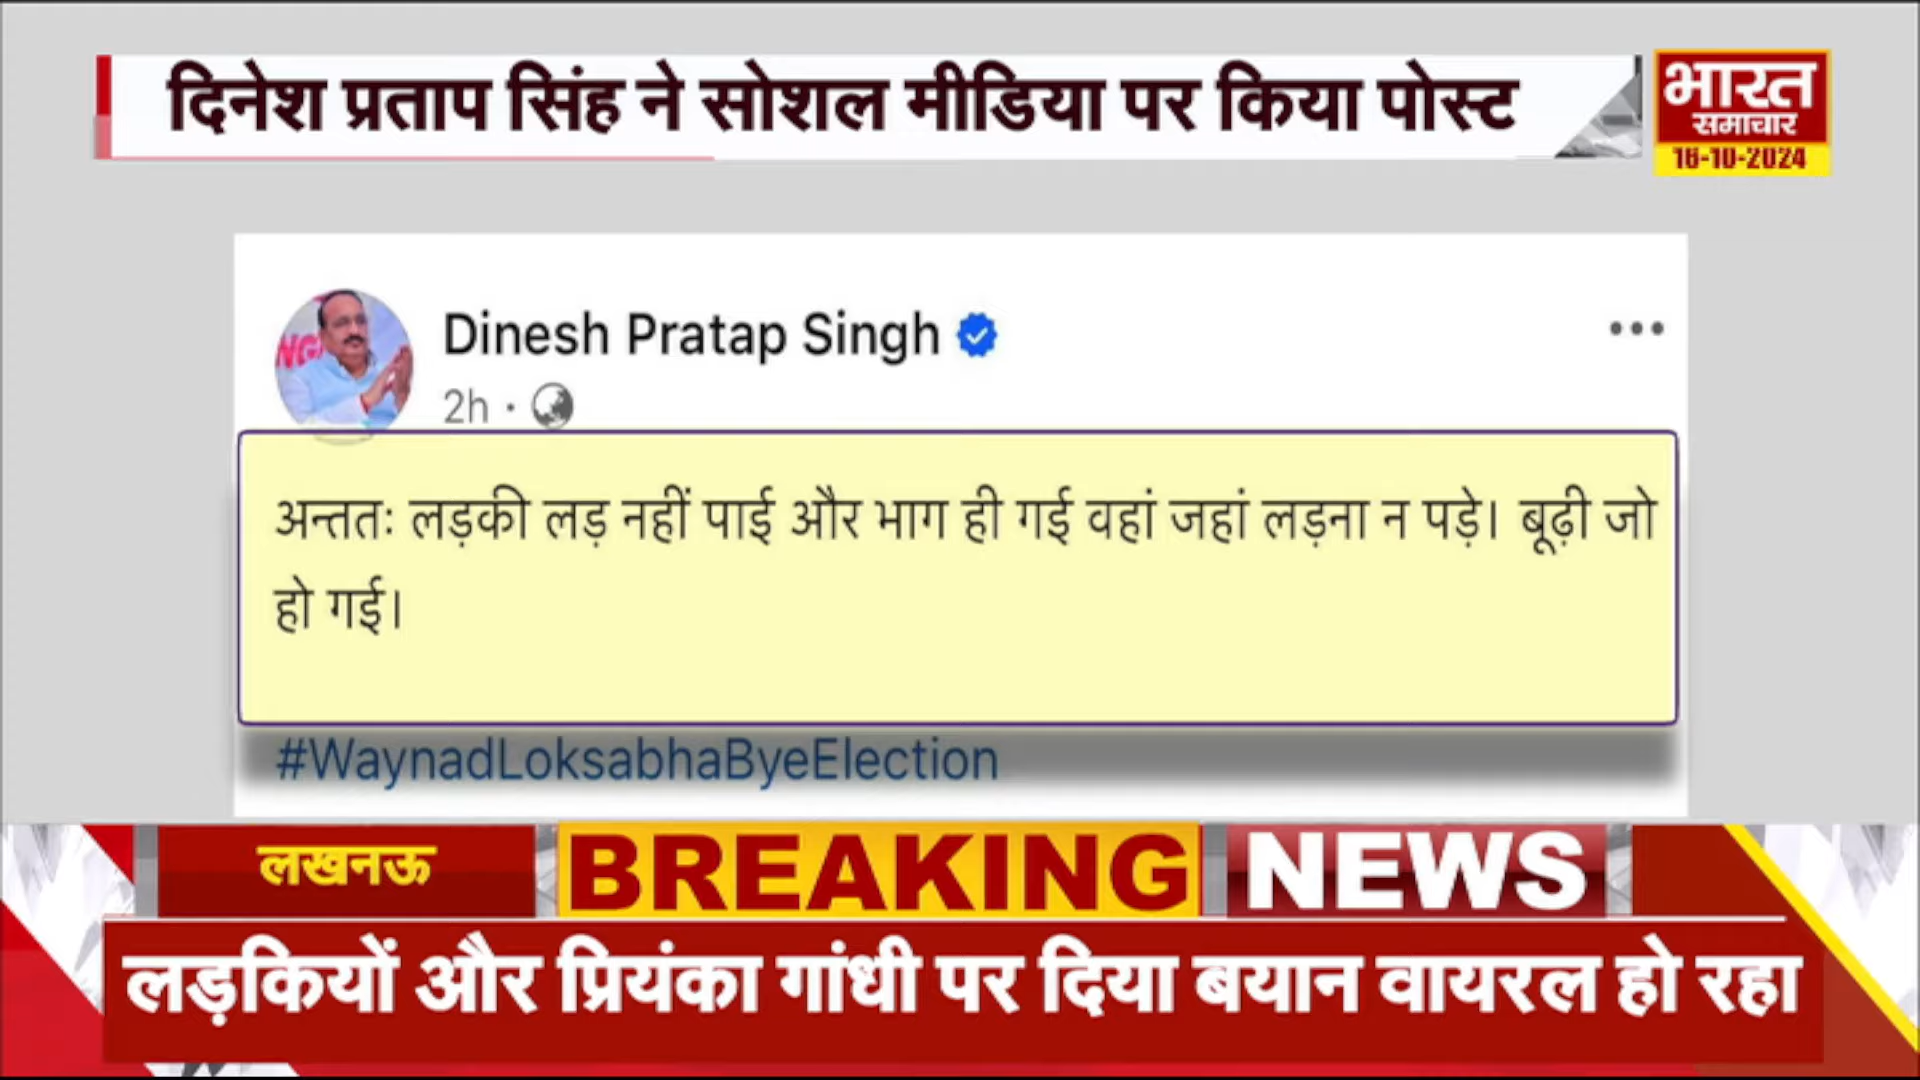 दिनेश प्रताप सिंह ने सोशल मीडिया पर किया पोस्ट
भारत
समाचार
16-10-2024
NG
Dinesh Pratap Singh
2h ·
अन्ततः लड़की लड़ नहीं पाई और भाग ही गई वहां जहां लड़ना न पड़े। बूढ़ी जो
हो गई।
#WaynadLoksabhaByeElection
लखनऊ
BREAKING NEWS
लड़कियों और प्रियंका गांधी पर दिया बयान वायरल हो रहा